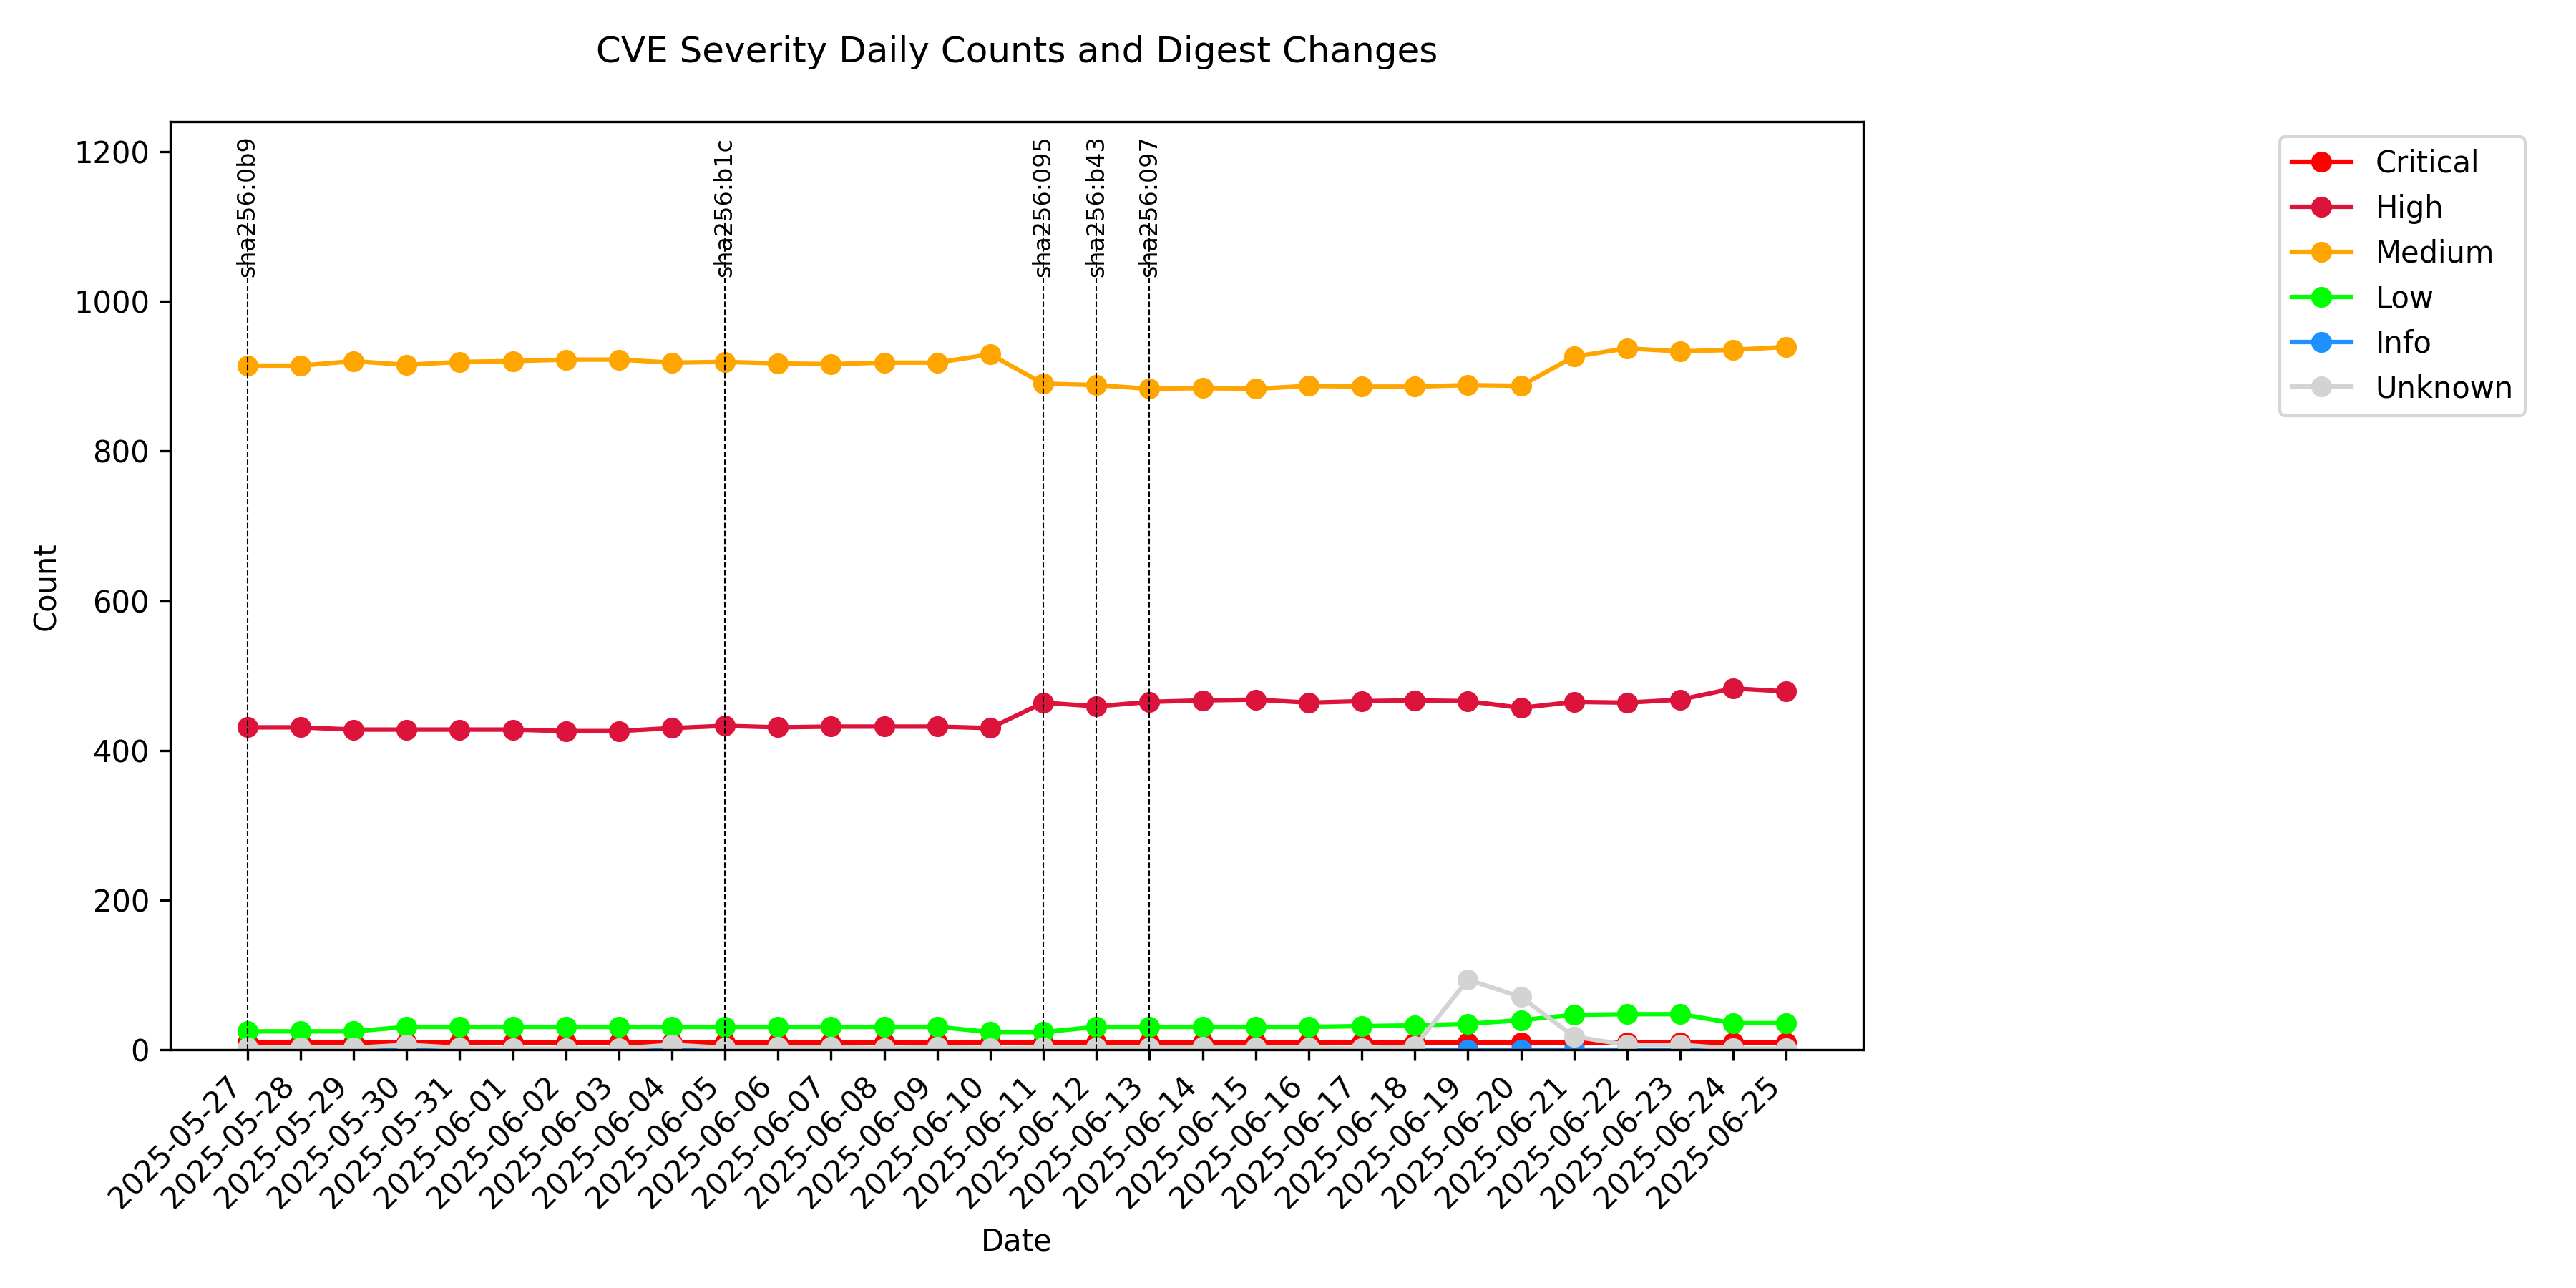 CVE Severity Daily Counts and Digest Changes
1200
1000
800
600
400
200
0
Count
sha256:0b9
sha256:b1c
sha256:095
sha256:b43
sha256:097
Critical
High
Medium
Low
Info
Unknown
2025-05-27
2025-05-28
2025-05-29
2025-05-30
2025-05-31
2025-06-01
2025-06-02
2025-06-03
2025-06-04
2025-06-05
2025-06-06
2025-06-07
2025-06-08
2025-06-09
2025-06-10
2025-06-11
2025-06-12
2025-06-13
2025-06-14
2025-06-15
2025-06-16
2025-06-17
2025-06-18
2025-06-19
2025-06-20
2025-06-21
2025-06-22
2025-06-23
2025-06-24
2025-06-25
Date